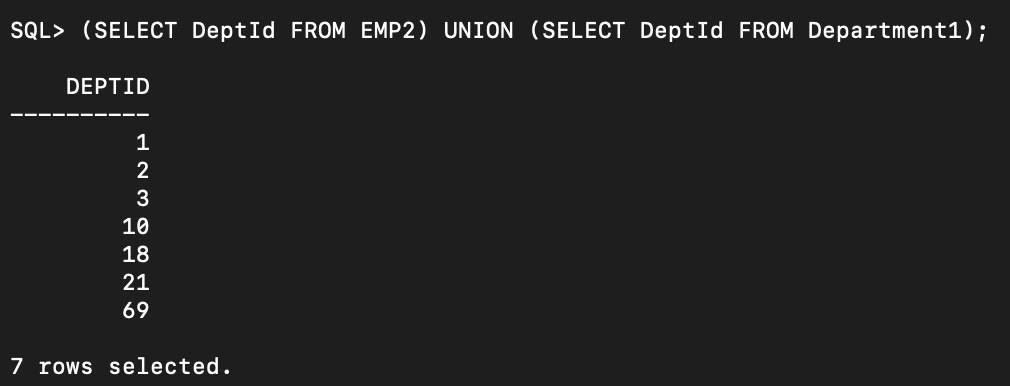 SQL> (SELECT DeptId FROM EMP2) UNION (SELECT DeptId FROM Department1);
DEPTID
----------
1
2
3
10
18
21
69
7 rows selected.